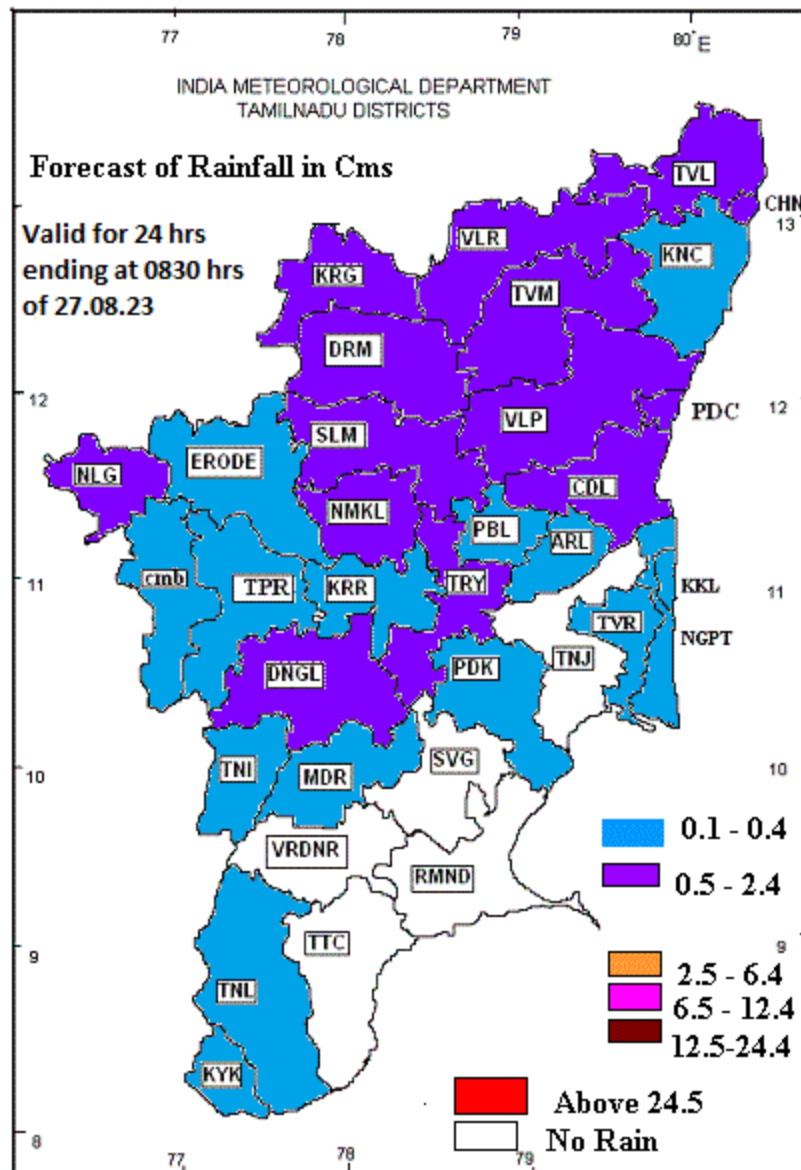 77 78 79 80°E
INDIA METEOROLOGICAL DEPARTMENT
TAMILNADU DISTRICTS
Forecast of Rainfall in Cms
TVL
CHN
13
Valid for 24 hrs
ending at 0830 hrs
of 27.08.23
VLR
KNC
KRG
TVM
DRM
12
12
PDC
VLP
SLM
ERODE
NLG
CDL
NMKL
PBL
ARL
11
cmb
TPR
KRR
TRY
KKL
11
TVR
NGPT
TNJ
DNGL
PDK
10
TNI
MDR
SVG
10
0.1 - 0.4
VRDNR
RMND
0.5 - 2.4
9
TTC
9
2.5 - 6.4
TNL
6.5 - 12.4
12.5-24.4
KYK
Above 24.5
8
No Rain
77 78 79